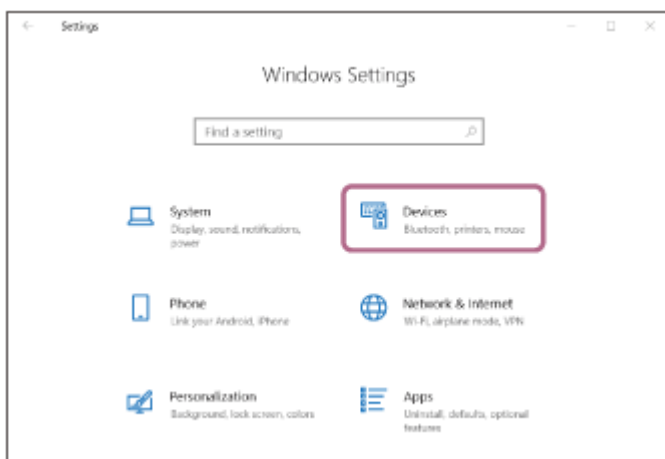 Settings
Windows Settings
Find a setting
System
Display, sound, notifications,
power
Devices
Bluetooth, printers, mouse
Phone
Link your Android, iPhone
Network & Internet
Wi-Fi, airplane mode, VPN
Personalization
Background, lock screen, colors
Apps
Uninstall, defaults, optional
features